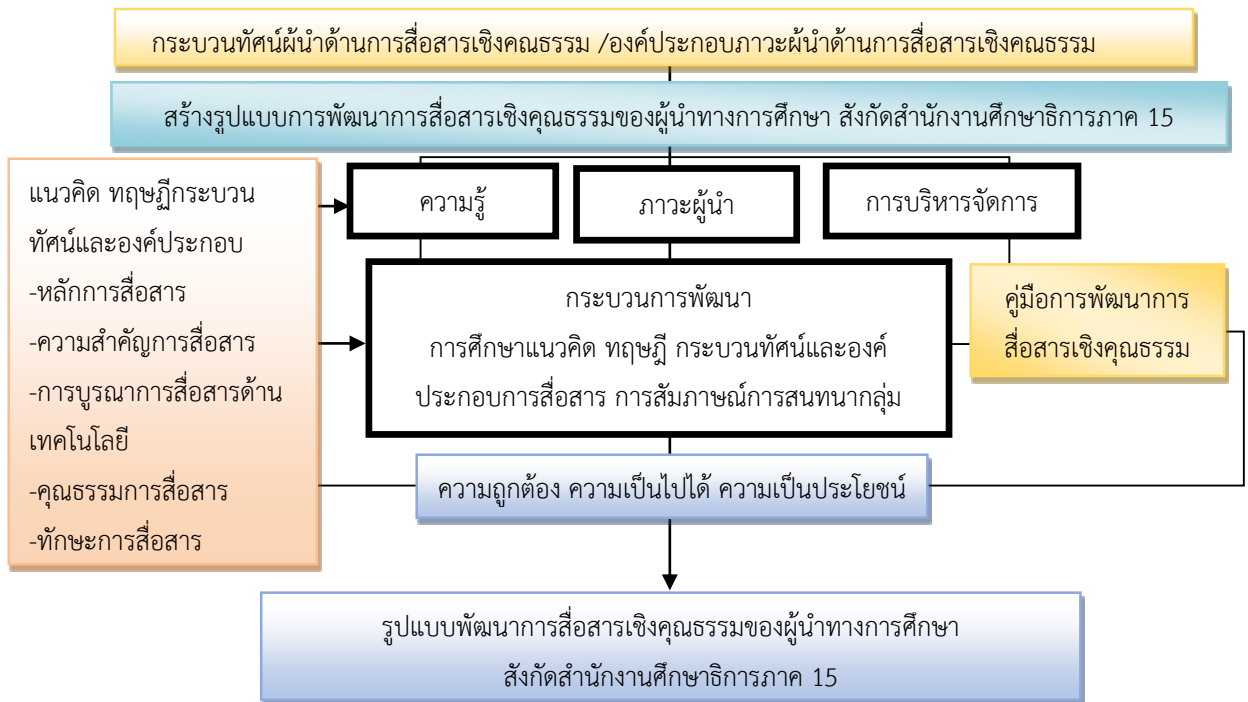 กระบวนทัศน์ผู้นำด้านการสื่อสารเชิงคณธรรม /องค์ประกอบภาวะผู้นำด้านการสื่อสารเชิงคณธรรม
สร้างรูปแบบการพัฒนาการสื่อสารเชิงคุณธรรมของผู้นำทางการศึกษา สังกัดสำนักงานศึกษาธิการภาค 15
แนวคิด ทฤษฏีกระบวน
ทัศน์และองค์ประกอบ
-หลักการสื่อสาร
-ความสำคัญการสื่อสาร
-การบูรณาการสื่อสารด้าน
เทคโนโลยี
-คุณธรรมการสื่อสาร
-ทักษะการสื่อสาร
ความรู้
ภาวะผู้นำ
การบริหารจัดการ
กระบวนการพัฒนา
การศึกษาแนวคิด ทฤษฎี กระบวนทัศน์และองค์
ประกอบการสื่อสาร การสัมภาษณ์การสนทนากลุ่ม
คู่มือการพัฒนาการ
สื่อสารเชิงคุณธรรม
ความถูกต้อง ความเป็นไปได้ ความเป็นประโยชน์
รูปแบบพัฒนาการสื่อสารเชิงคุณธรรมของผู้นำทางการศึกษา
สังกัดสำนักงานศึกษาธิการภาค 15